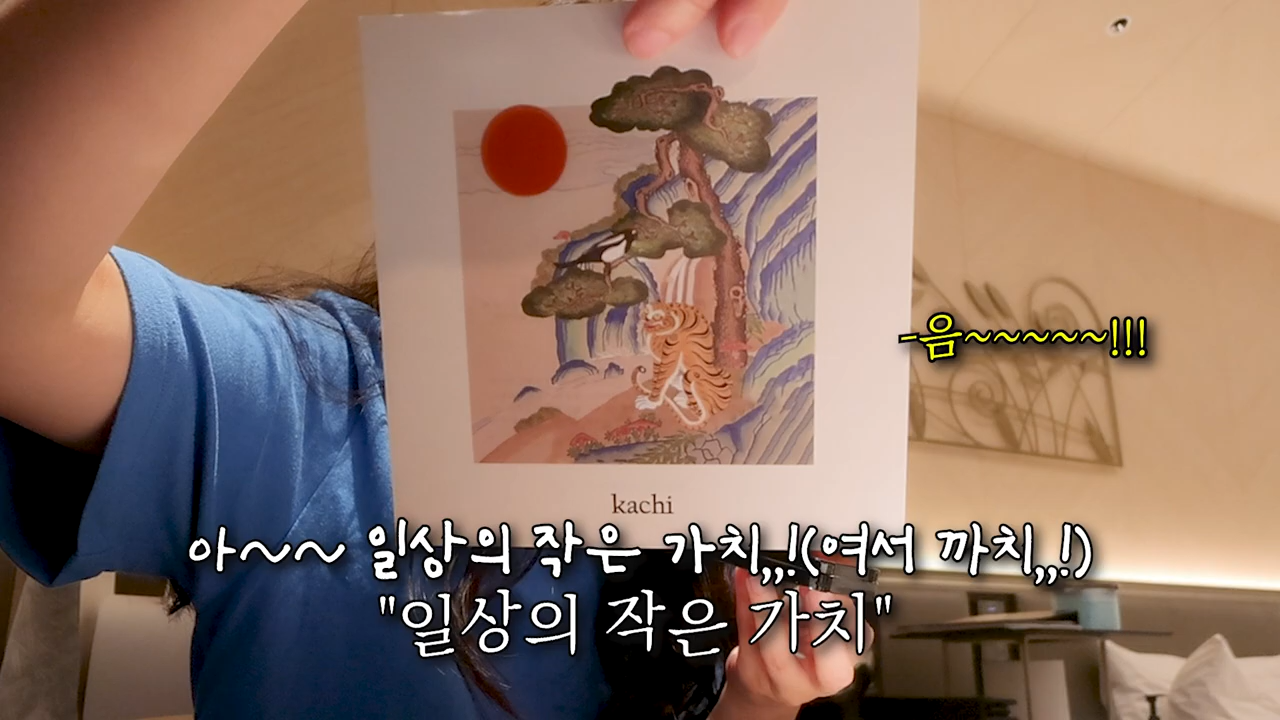 -음~~~~~!!!
kachi
아~~ 일상의 작은 가치,,!(여서 까치,,!)
"일상의 작은 가치"